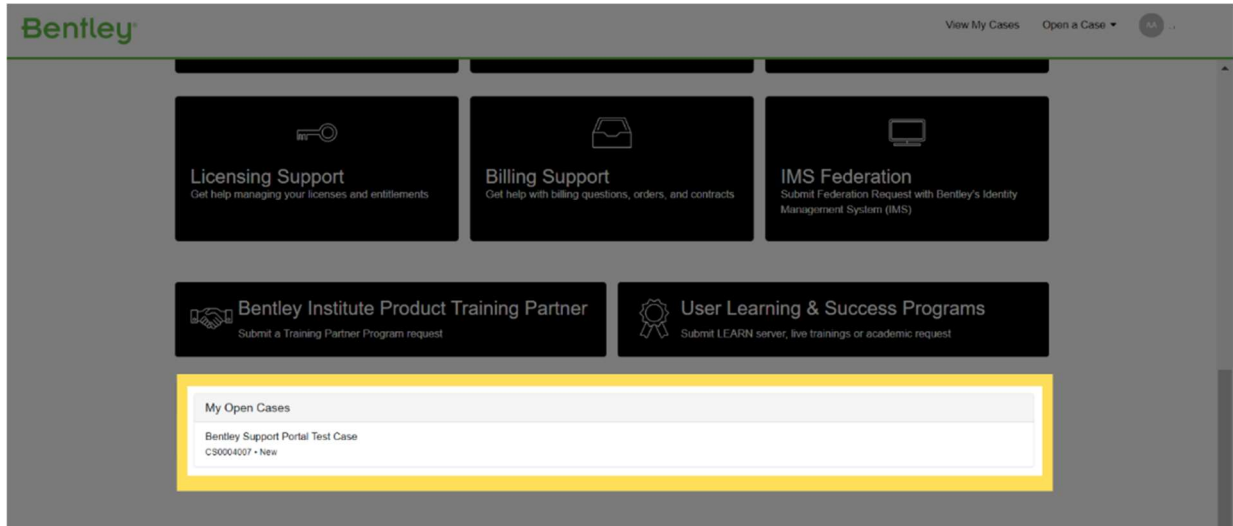 Bentley
View My Cases Open a Case
AA ..
Licensing Support
Get help managing your licenses and entitlements
Billing Support
Get help with billing questions, orders, and contracts
IMS Federation
Submit Federation Request with Bentley's Identity
Management System (IMS)
Bentley Institute Product Training Partner
Submit a Training Partner Program request
User Learning & Success Programs
Submit LEARN server, live trainings or academic request
My Open Cases
Bentley Support Portal Test Case
CS0004007 • New